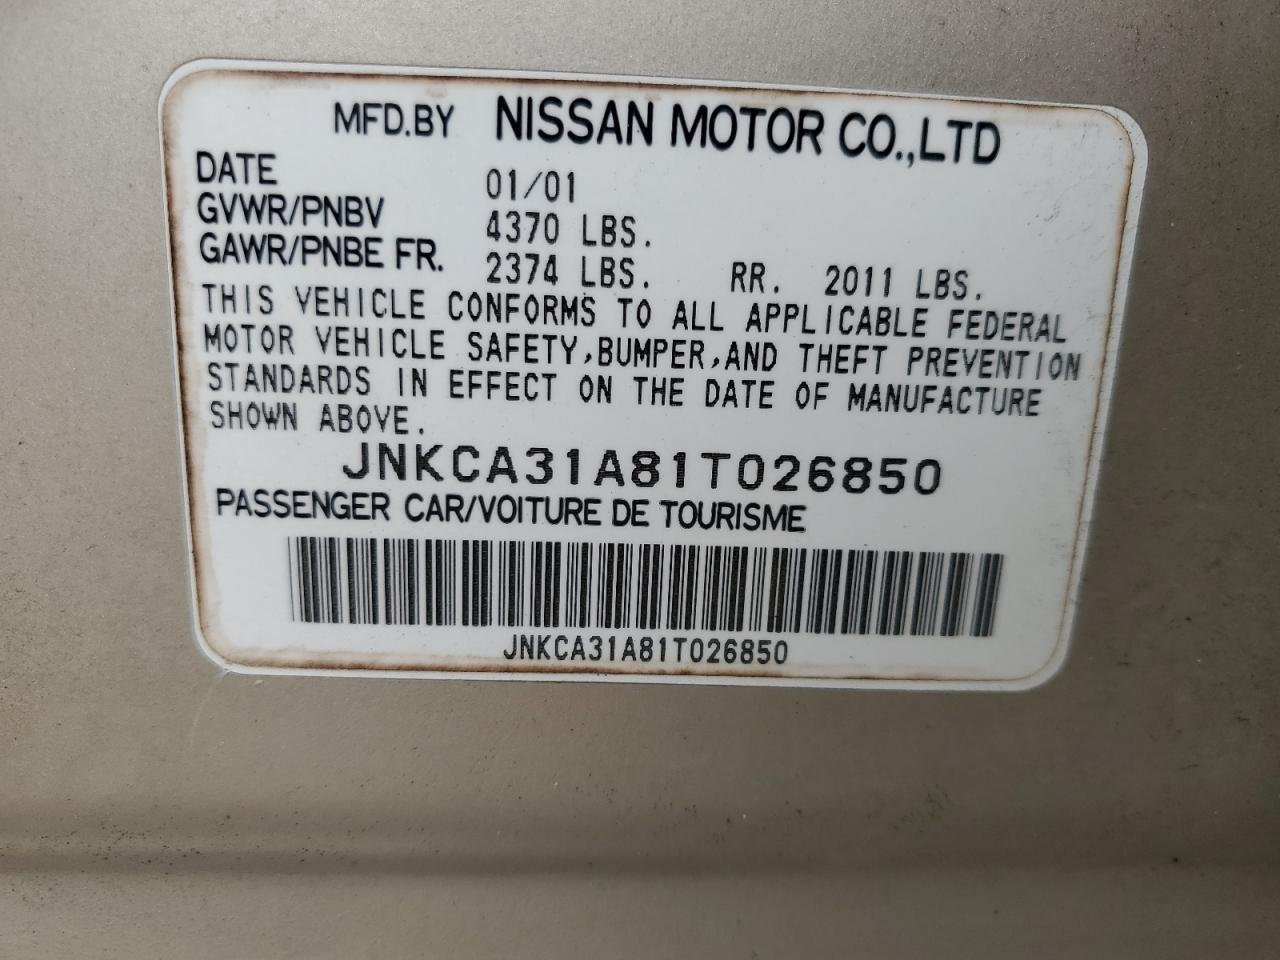 MFD.BY NISSAN MOTOR CO.,LTD
DATE 01/01
GVWR/PNBV 4370 LBS.
GAWR/PNBE FR. 2374 LBS. RR. 2011 LBS.
THIS VEHICLE CONFORMS TO ALL APPLICABLE FEDERAL
MOTOR VEHICLE SAFETY,BUMPER,AND THEFT PREVENTION
STANDARDS IN EFFECT ON THE DATE OF MANUFACTURE
SHOWN ABOVE.
JNKCA31A81T026850
PASSENGER CAR/VOITURE DE TOURISME
JNKCA31A81T026850